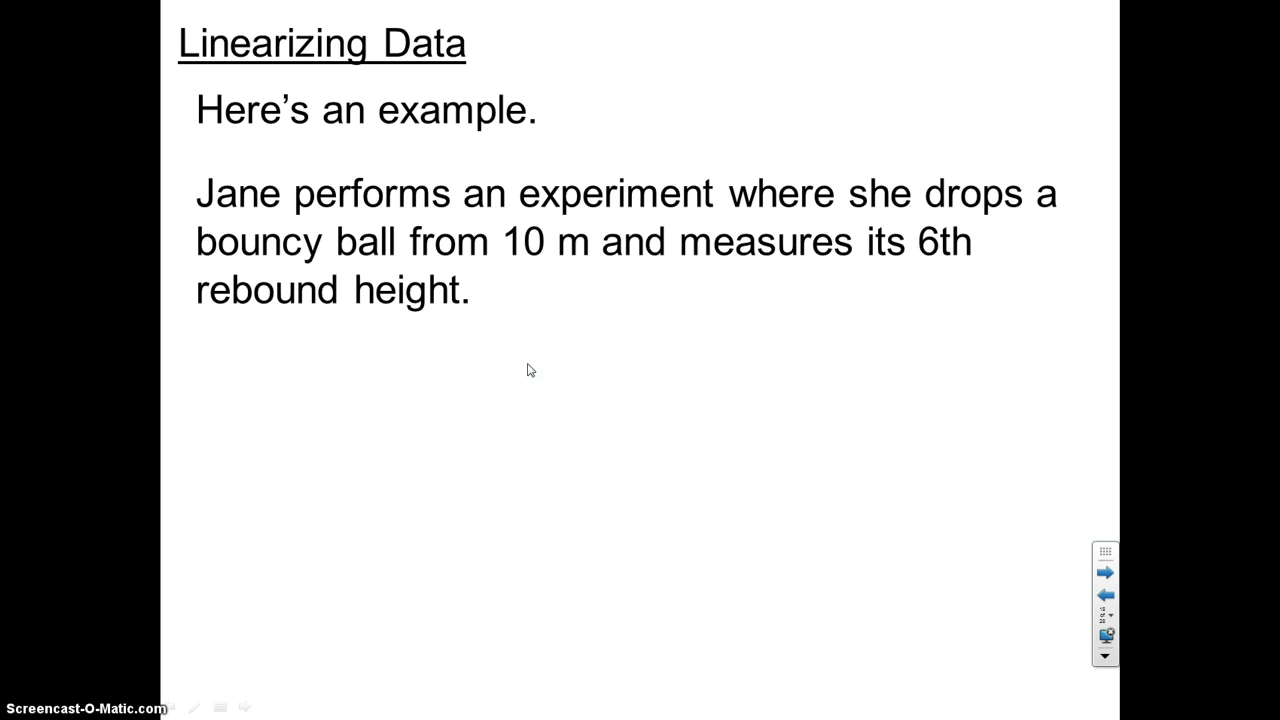 Linearizing Data
Here’s an example.
Jane performs an experiment where she drops a
bouncy ball from 10 m and measures its 6th
rebound height.
Screencast-O-Matic.com